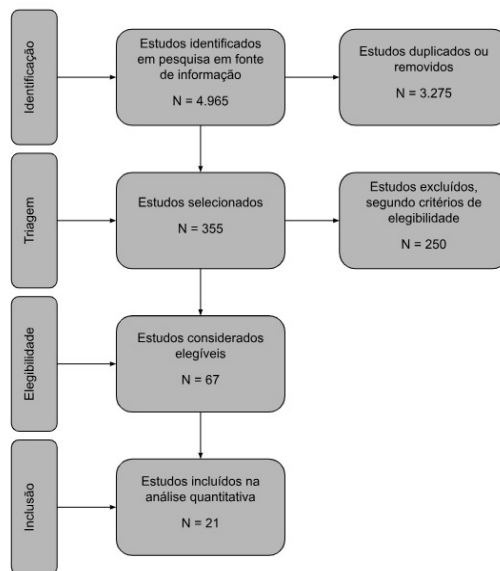 Identificação
Estudos identificados
em pesquisa em fonte
de informação
N = 4.965
Estudos duplicados ou
removidos
N = 3.275
Triagem
Estudos selecionados
N = 355
Estudos excluídos,
segundo critérios de
elegibilidade
N = 250
Elegibilidade
Estudos considerados
elegíveis
N = 67
Inclusão
Estudos incluídos na
análise quantitativa
N = 21